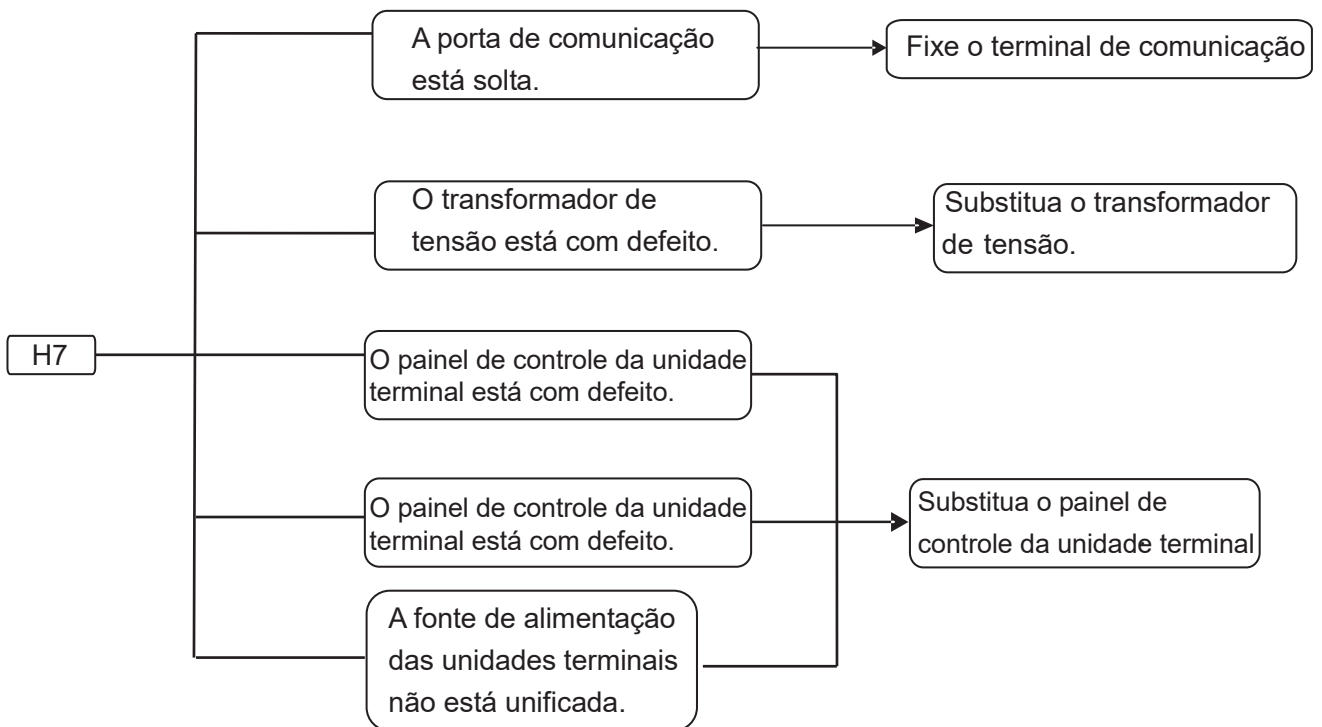 A porta de comunicação
está solta.
Fixe o terminal de comunicação
O transformador de
tensão está com defeito.
Substitua o transformador
de tensão.
H7
O painel de controle da unidade
terminal está com defeito.
O painel de controle da unidade
terminal está com defeito.
Substitua o painel de
controle da unidade terminal
A fonte de alimentação
das unidades terminais
não está unificada.